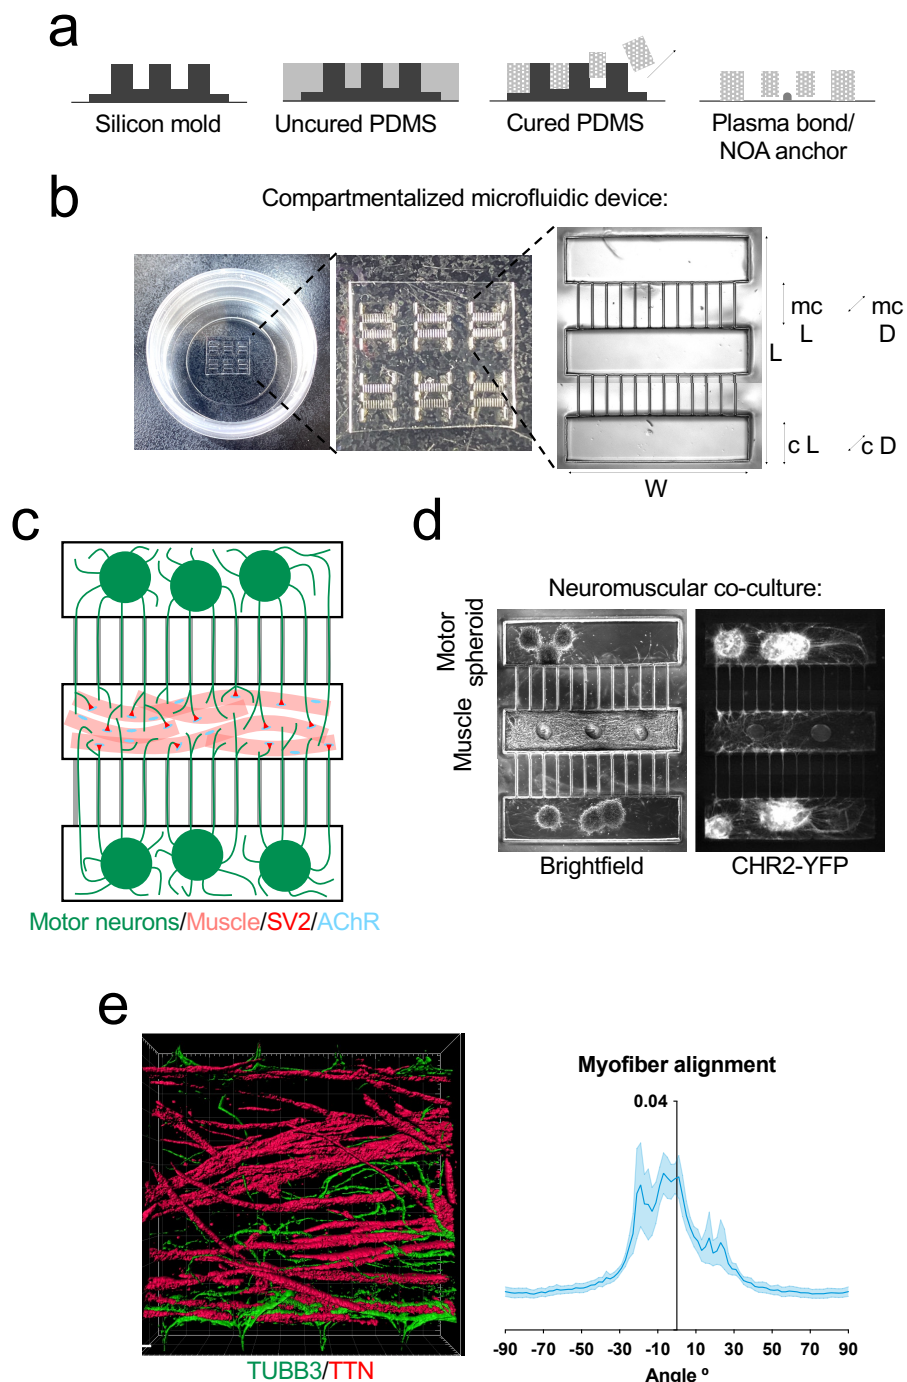 a
Silicon mold
Uncured PDMS
Cured PDMS
Plasma bond/
NOA anchor
b
Compartmentalized microfluidic device:
mc
L
mc
D
L
c L
c D
W
c
Motor neurons/Muscle/SV2/AChR
d
Neuromuscular co-culture:
Motor
spheroid
Muscle
Brightfield
CHR2-YFP
e
TUBB3/TTN
Myofiber alignment
0.04
-90 -70 -50 -30 -10 10 30 50 70 90
Angle º